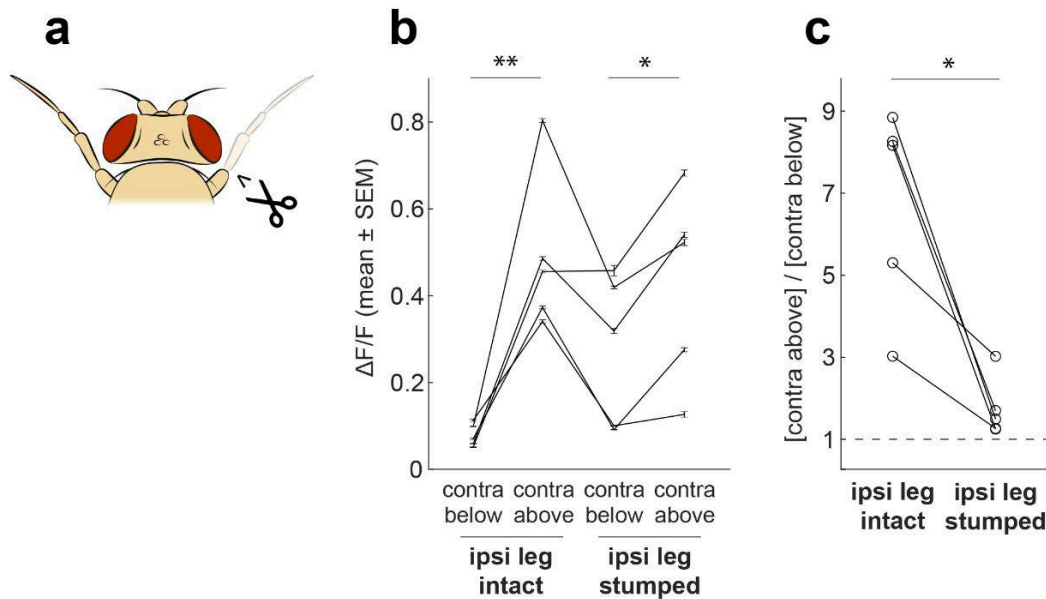 a
b
c
** *
*
ΔF/F (mean ± SEM)
0.8
0.6
0.4
0.2
0
contra below
contra above
contra below
contra above
ipsi leg intact
ipsi leg stumped
[contra above] / [contra below]
9
7
5
3
1
ipsi leg intact
ipsi leg stumped